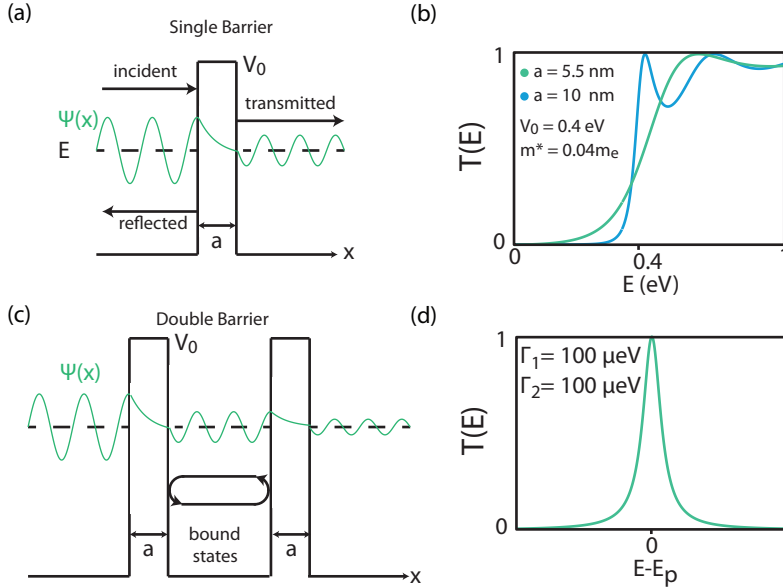 (a)
Single Barrier
V0
incident
transmitted
Ψ(x)
E
reflected
a
x
(b)
1
a = 5.5 nm
a = 10 nm
V0 = 0.4 eV
m* = 0.04me
T(E)
0
0
0.4
1
E (eV)
(c)
Double Barrier
V0
Ψ(x)
a
bound
states
a
x
(d)
1
Γ1= 100 μeV
Γ2= 100 μeV
T(E)
0
0
E-Ep